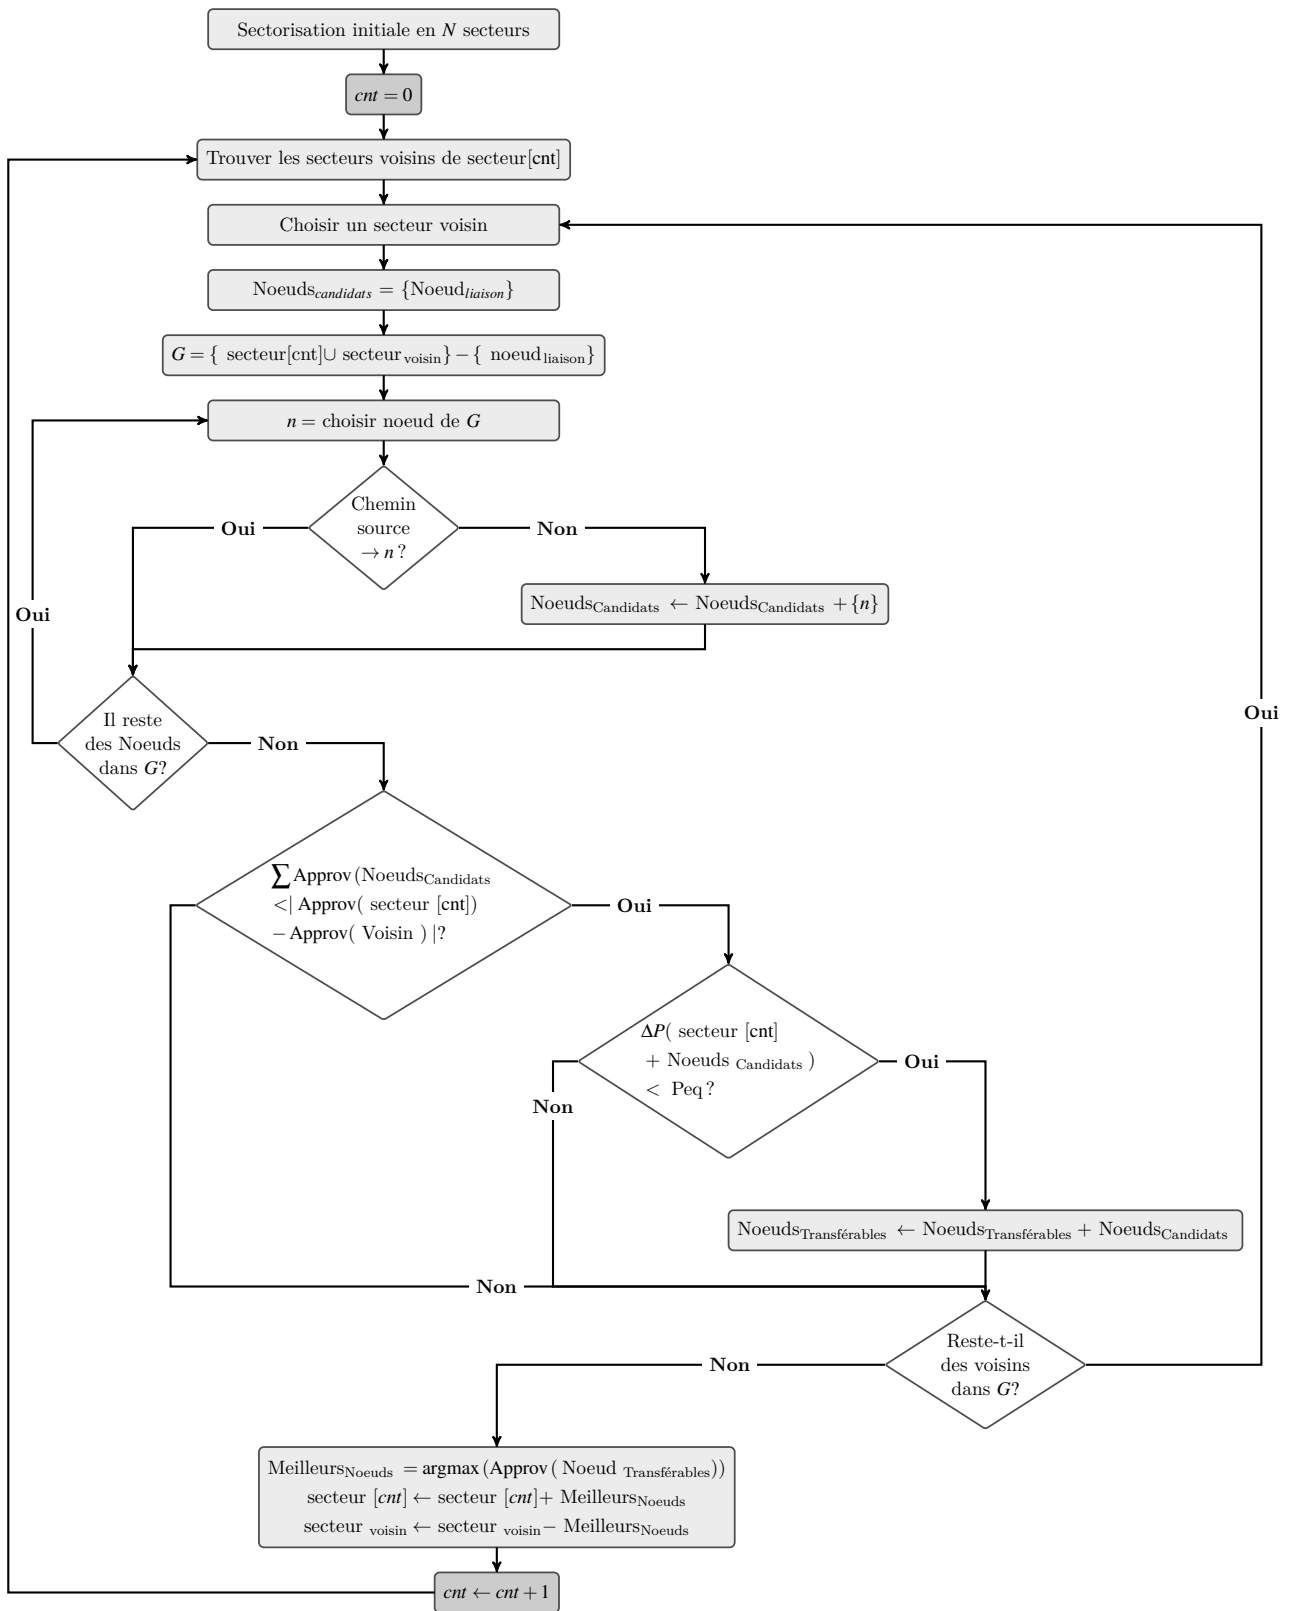 Sectorisation initiale en N secteurs
cnt = 0
Trouver les secteurs voisins de secteur[cnt]
Choisir un secteur voisin
Noeuds_candidats = {Noeud_liaison}
G = { secteur[cnt]∪ secteur_voisin} − { noeud_liaison}
n = choisir noeud de G
Chemin
source
→ n ?
Oui
Non
Noeuds_Candidats ← Noeuds_Candidats + {n}
Oui
Il reste
des Noeuds
dans G?
Non
Oui
∑ Approv (Noeuds_Candidats
<| Approv( secteur [cnt])
− Approv( Voisin ) |?
Oui
ΔP( secteur [cnt]
+ Noeuds _Candidats )
< Peq ?
Oui
Non
Noeuds_Transférables ← Noeuds_Transférables + Noeuds_Candidats
Non
Reste-t-il
des voisins
dans G?
Non
Meilleurs_Noeuds = argmax (Approv ( Noeud _Transférables))
secteur [cnt] ← secteur [cnt]+ Meilleurs_Noeuds
secteur _voisin ← secteur _voisin − Meilleurs_Noeuds
cnt ← cnt + 1